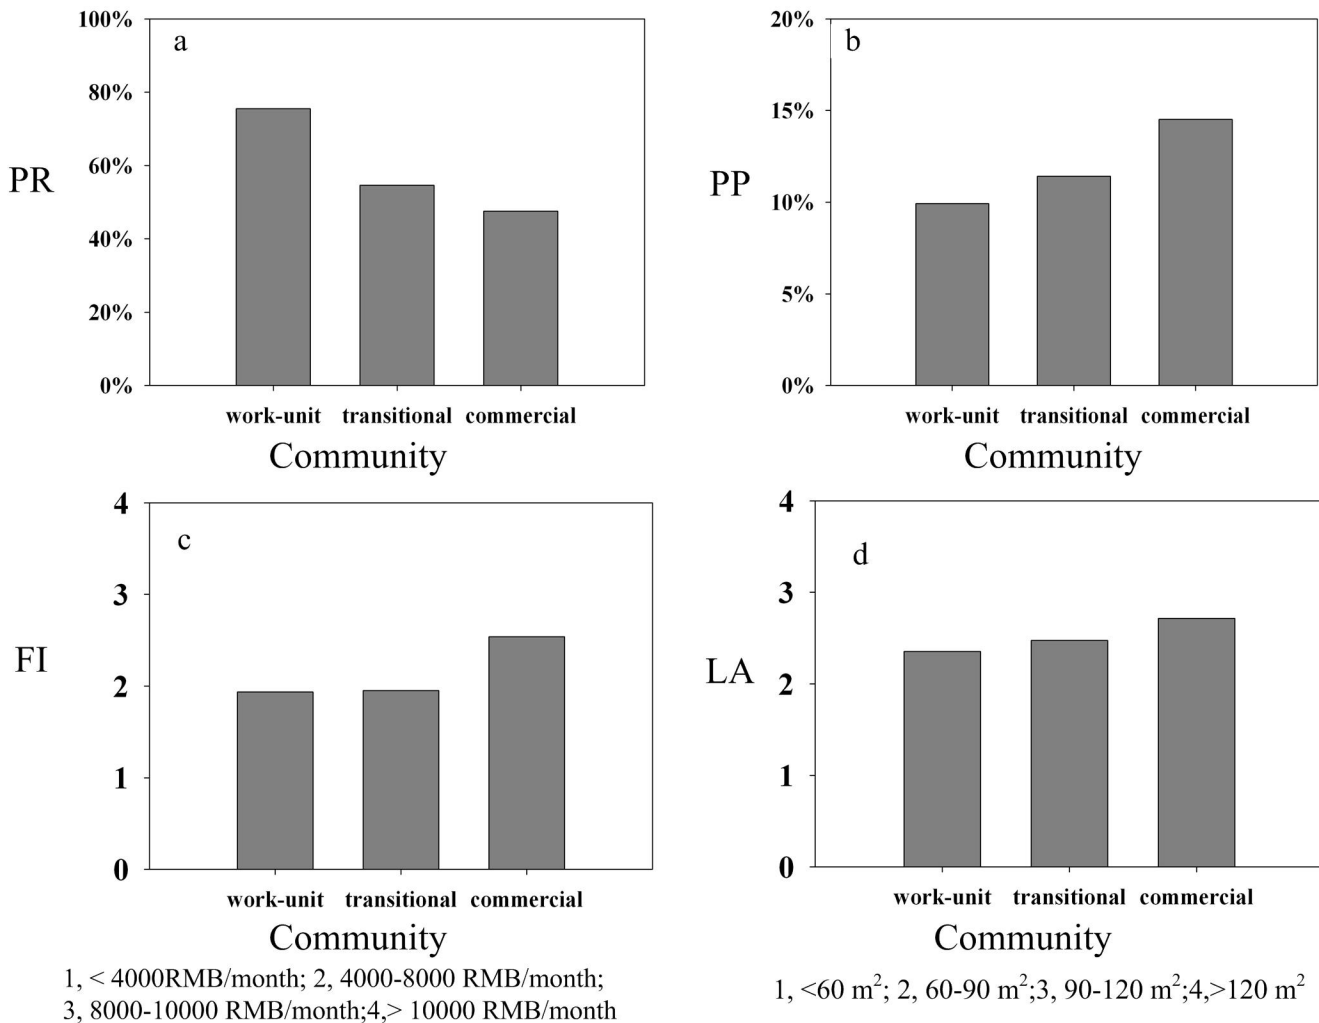 100%
80%
60%
40%
20%
0%
PR
a
work-unit transitional commercial
Community
20%
15%
10%
5%
0%
PP
b
work-unit transitional commercial
Community
4
3
2
1
0
FI
c
work-unit transitional commercial
Community
1, < 4000RMB/month; 2, 4000-8000 RMB/month;
3, 8000-10000 RMB/month;4,> 10000 RMB/month
4
3
2
1
0
LA
d
work-unit transitional commercial
Community
1, <60 m²; 2, 60-90 m²;3, 90-120 m²;4,>120 m²